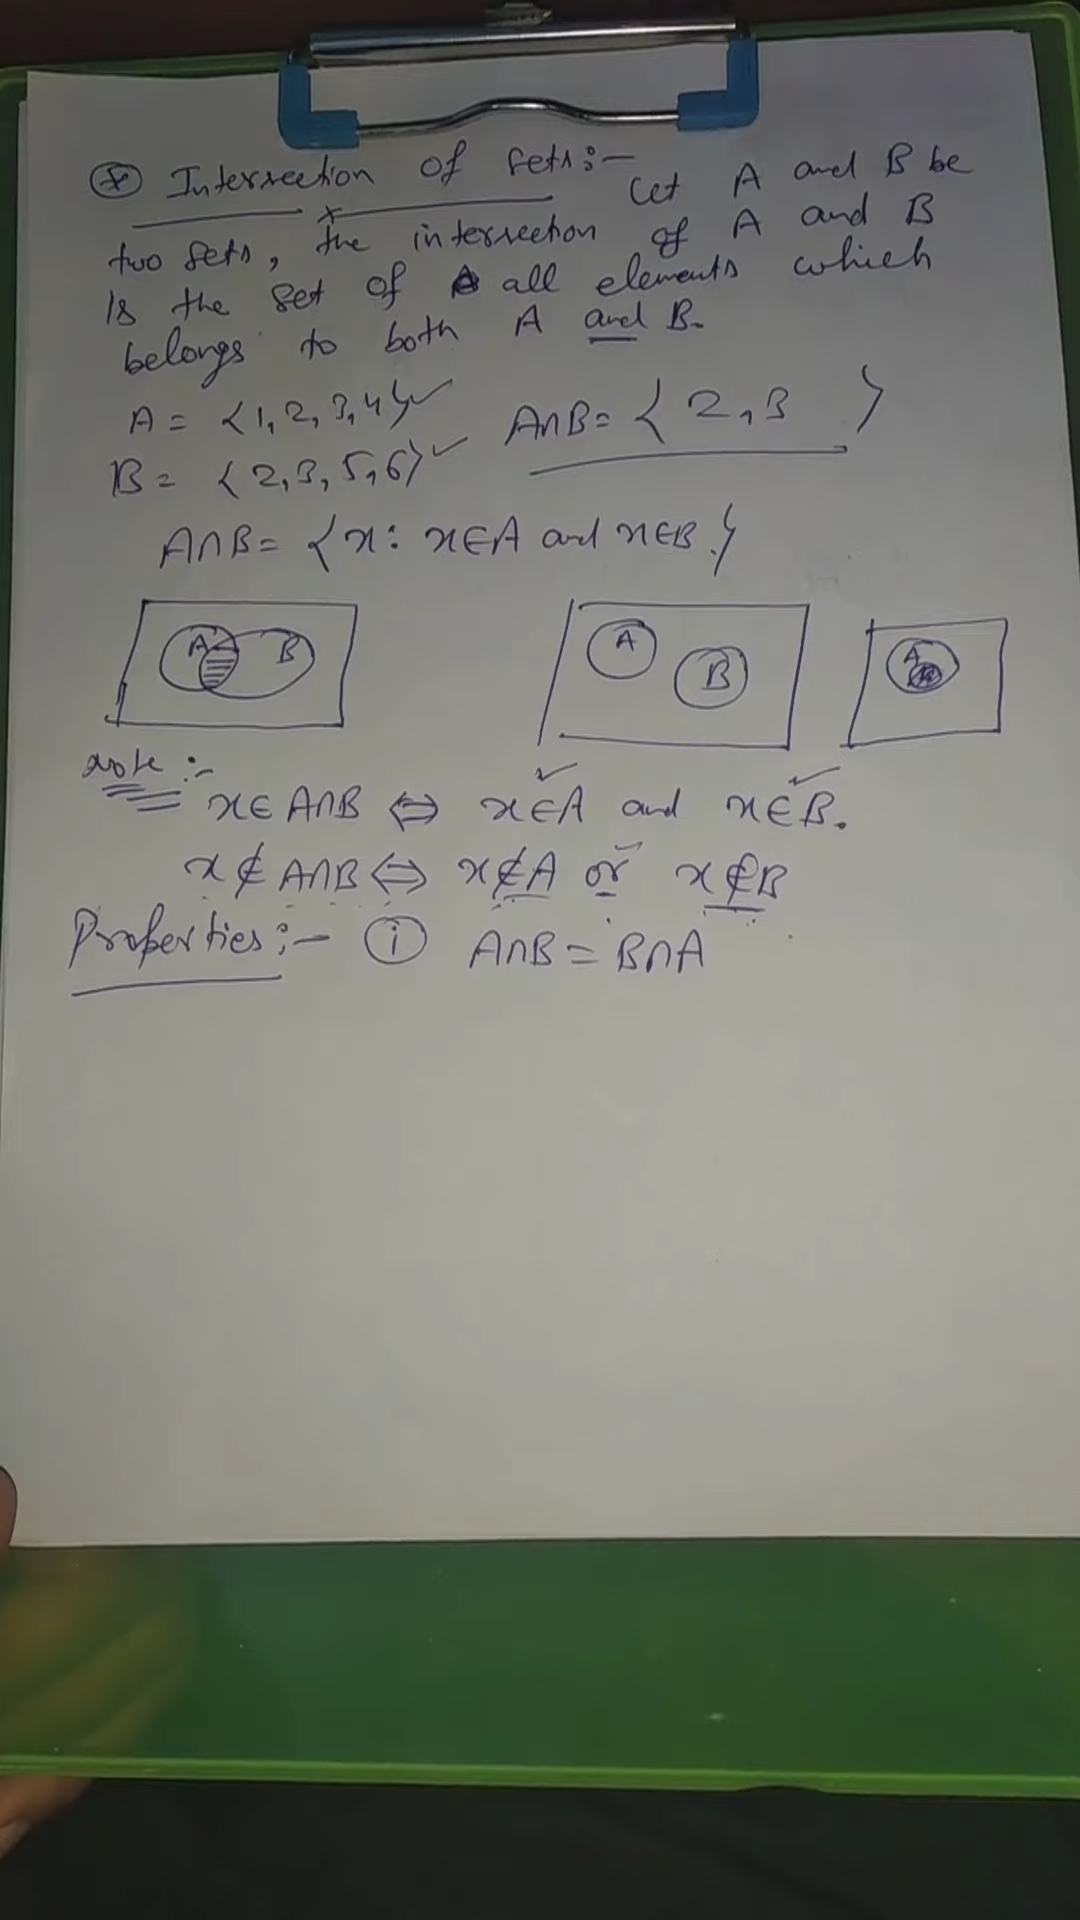 Intersection of sets:- Let A and B be
two sets, the intersection of A and B
is the set of all elements which
belongs to both A and B.
A = {1, 2, 3, 4} ✓ A∩B = { 2, 3 }
B = {2, 3, 5, 6} ✓
A∩B = {x: x∈A and x∈B.}
A B A B A
note:-
x∈ A∩B ⇔ x∈A and x∈B.
x∉ A∩B ⇔ x∉A or x∉B
Properties:- (i) A∩B = B∩A